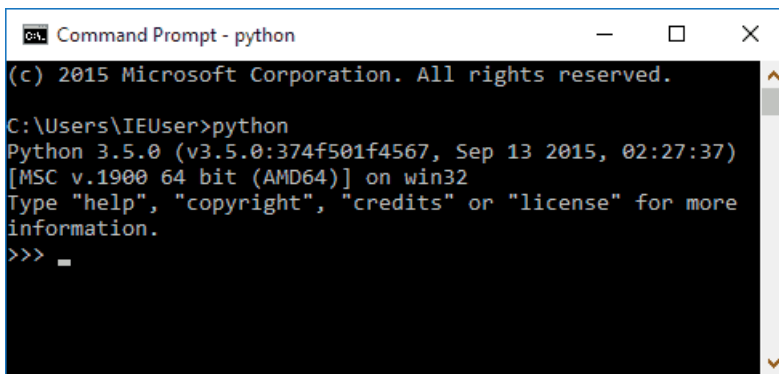 Command Prompt - python
(c) 2015 Microsoft Corporation. All rights reserved.
C:\Users\IEUser>python
Python 3.5.0 (v3.5.0:374f501f4567, Sep 13 2015, 02:27:37)
[MSC v.1900 64 bit (AMD64)] on win32
Type "help", "copyright", "credits" or "license" for more
information.
>>> _